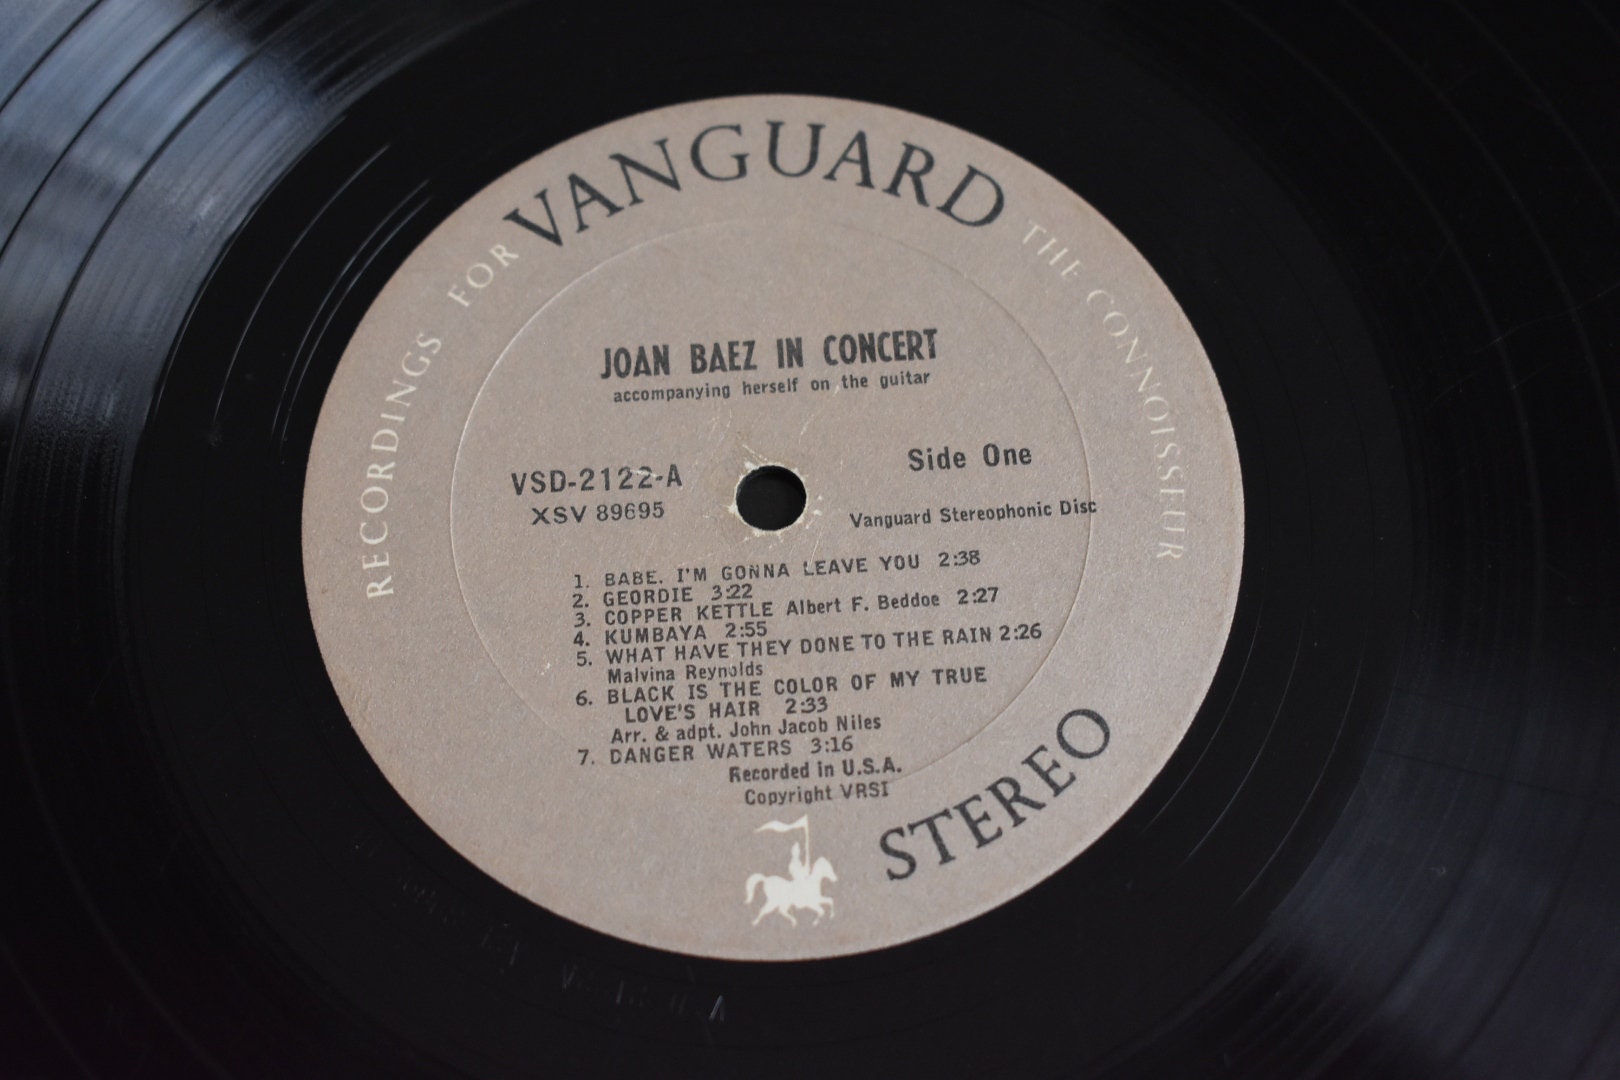 RECORDINGS FOR VANGUARD THE CONNOISSEUR
JOAN BAEZ IN CONCERT
accompanying herself on the guitar
VSD-2122-A
XSV 89695
Side One
Vanguard Stereophonic Disc
1. BABE, I'M GONNA LEAVE YOU 2:38
2. GEORDIE 3:22
3. COPPER KETTLE Albert F. Beddoe 2:27
4. KUMBAYA 2:55
5. WHAT HAVE THEY DONE TO THE RAIN 2:26
Malvina Reynolds
6. BLACK IS THE COLOR OF MY TRUE
LOVE'S HAIR 2:33
Arr. & adpt. John Jacob Niles
7. DANGER WATERS 3:16
Recorded in U.S.A.
Copyright VRSI
STEREO